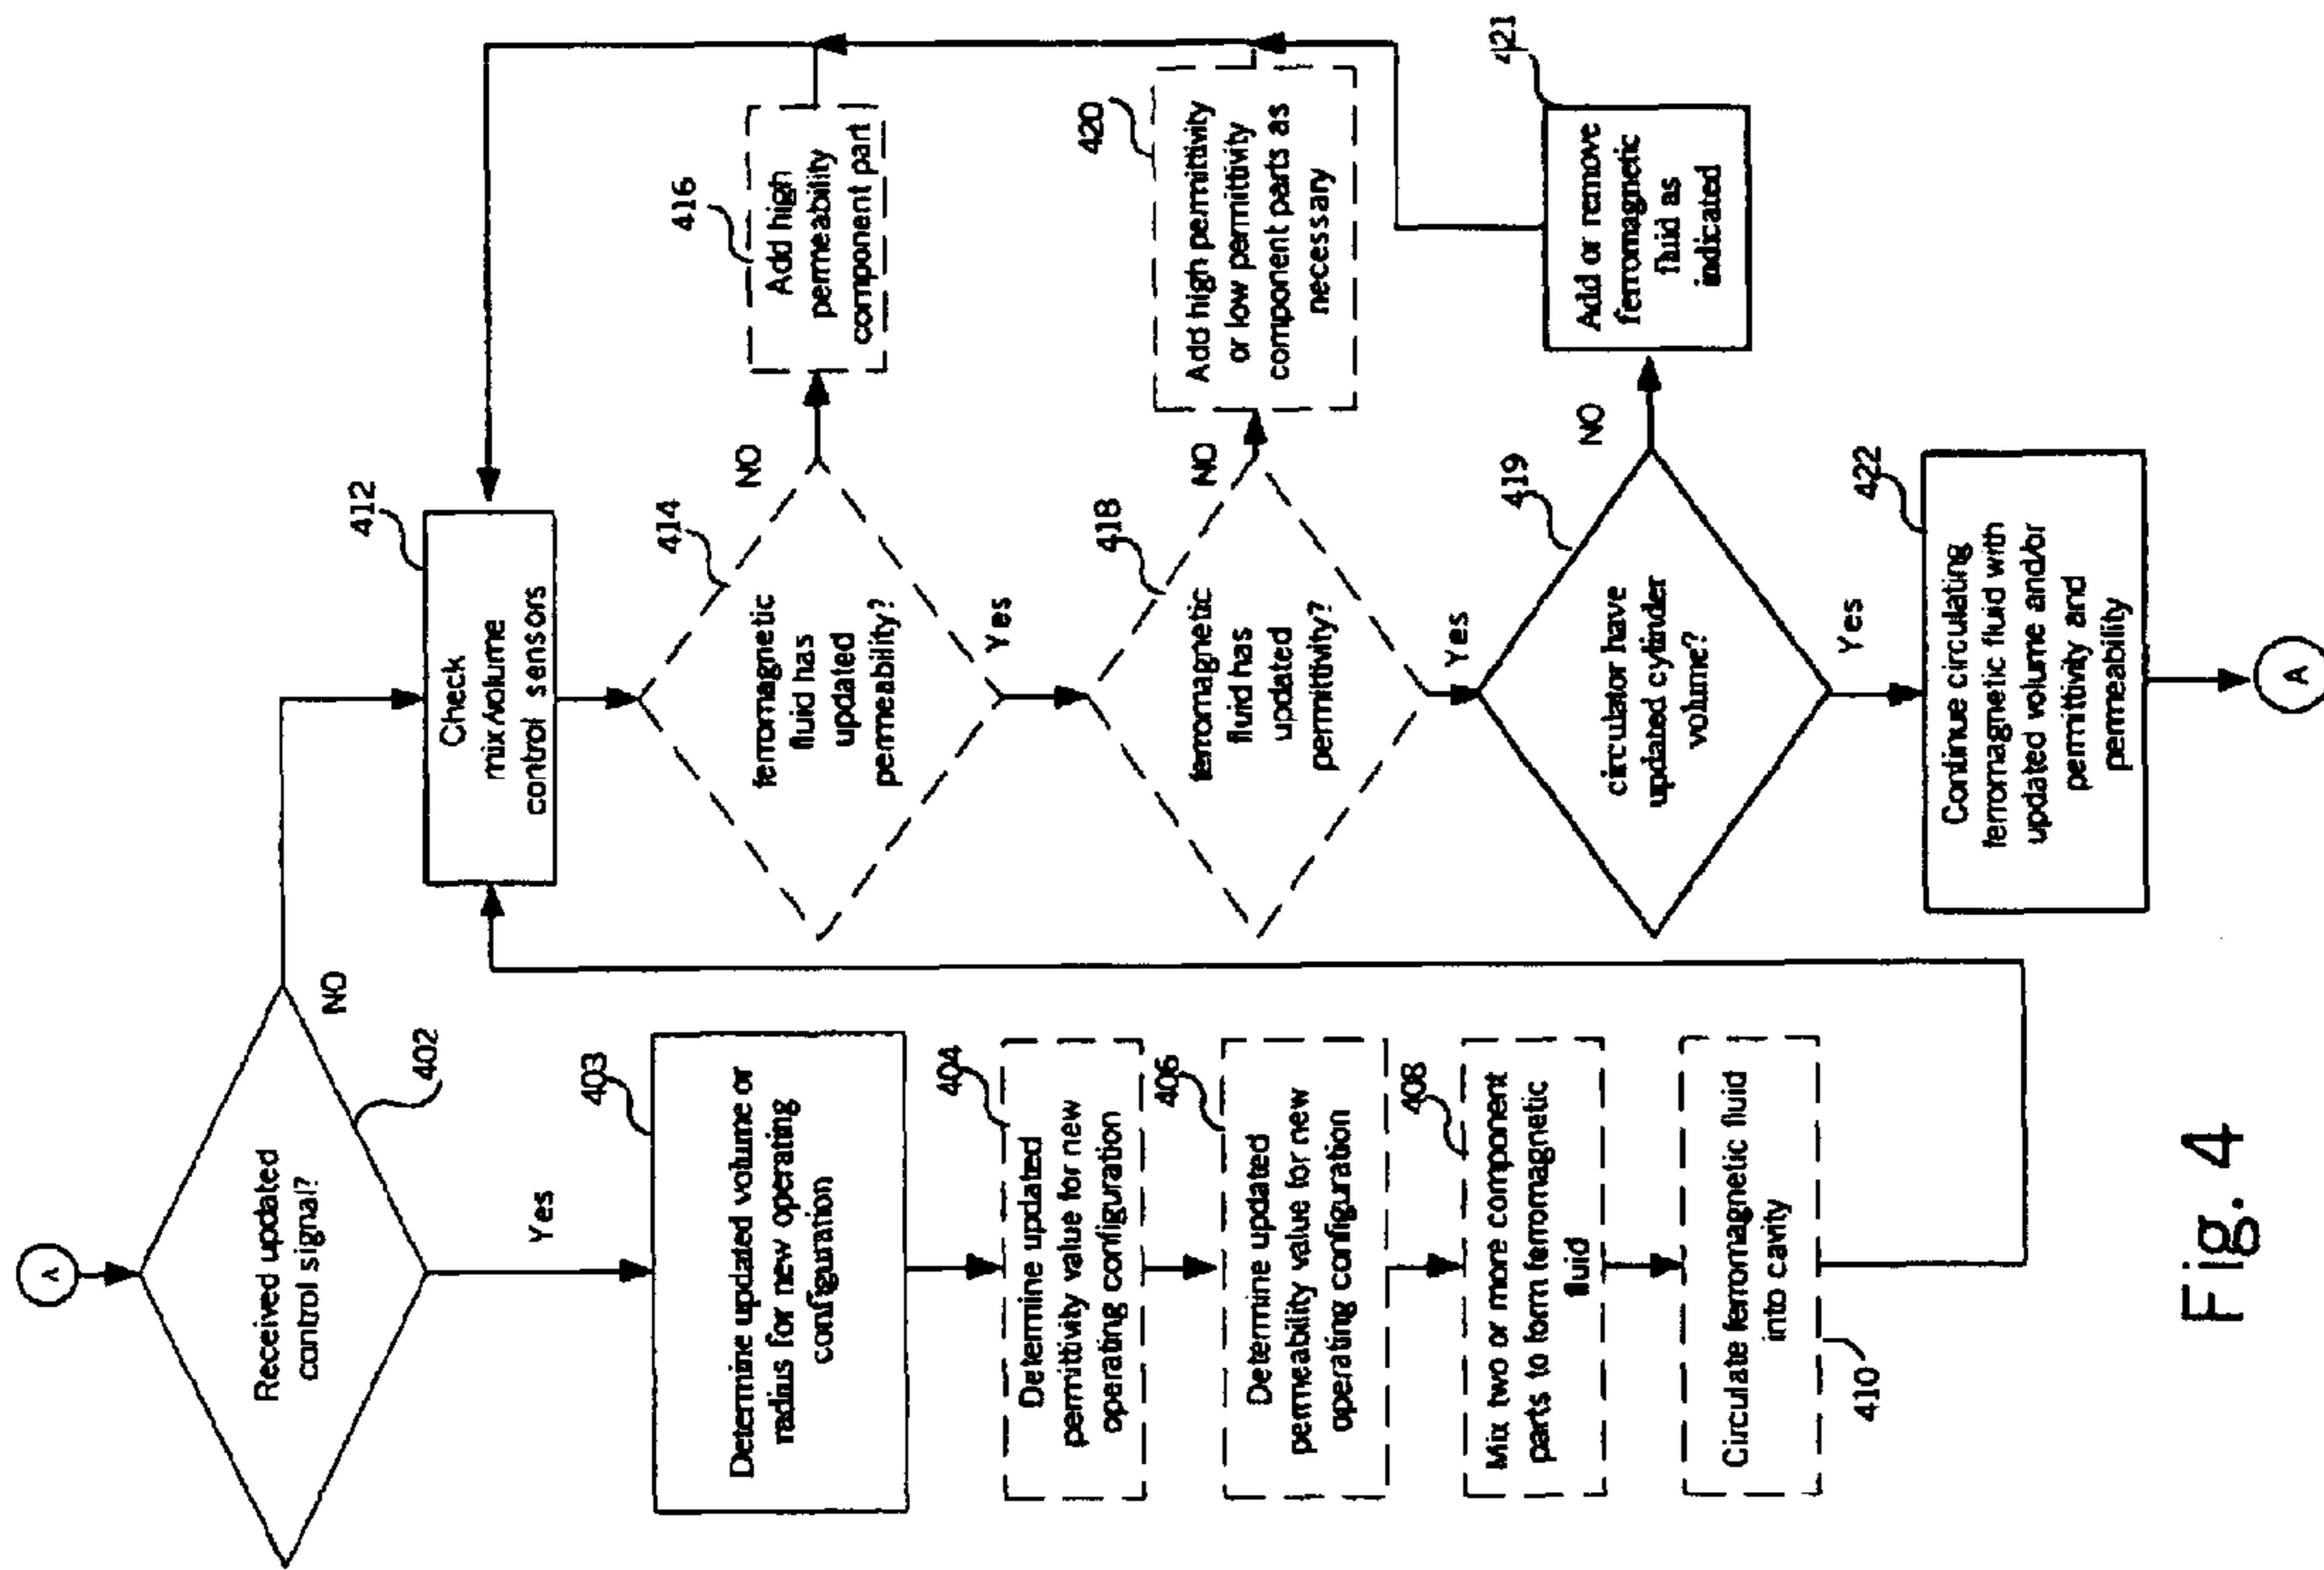 A
Received updated
control signal?
402
NO
Yes
403
Determine updated volume or
radius for new operating
configuration
404
Determine updated
permittivity value for new
operating configuration
406
Determine updated
permeability value for new
operating configuration
408
Mix two or more component
parts to form ferromagnetic
fluid
Circulate ferromagnetic fluid
into cavity
410
412
Check
mix/volume
control sensors
414
ferromagnetic
fluid has
updated
permeability?
NO
Yes
416
Add high
permeability
component part
418
ferromagnetic
fluid has
updated
permittivity?
NO
Yes
420
Add high permittivity
or low permittivity
component parts as
necessary
419
circulator have
updated cylinder
volume?
NO
Yes
421
Add or remove
ferromagnetic
fluid as
indicated
422
Continue circulating
ferromagnetic fluid with
updated volume and/or
permittivity and
permeability
A
Fig. 4